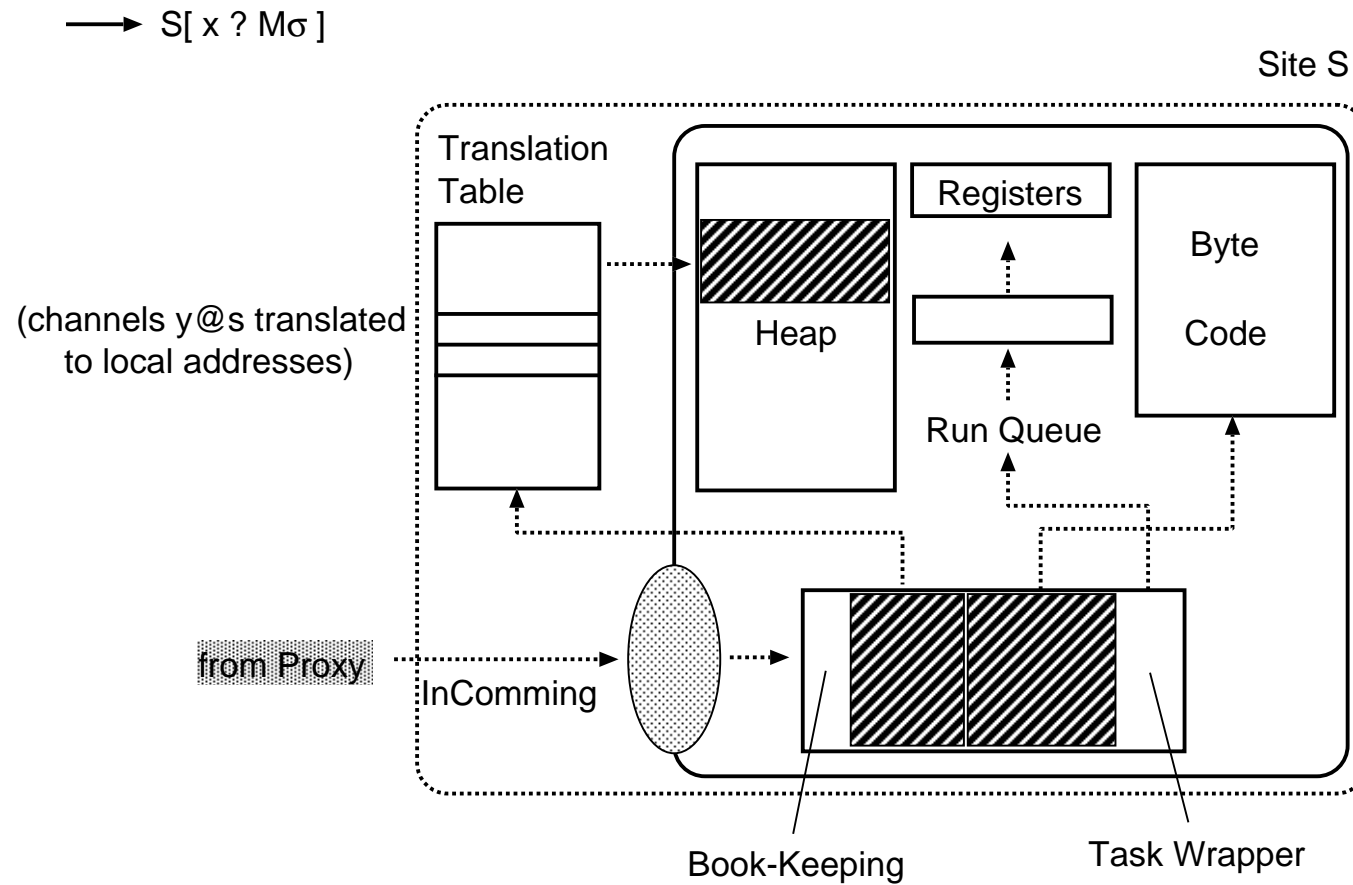 S[ x ? Mσ ]
Site S
Translation
Table
Registers
Byte
Code
(channels y@s translated
to local addresses)
Heap
Run Queue
from Proxy
InComming
Book-Keeping
Task Wrapper